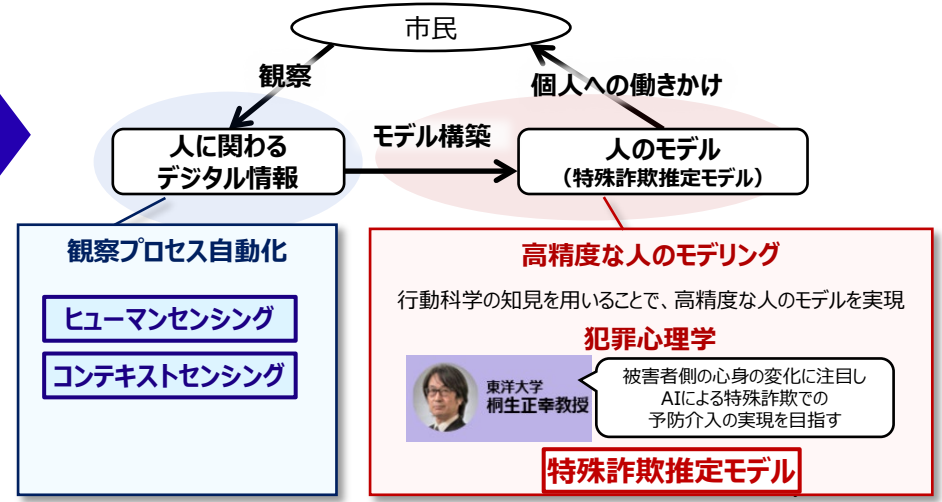 市民
観察
個人への働きかけ
人に関わる
デジタル情報
モデル構築
人のモデル
（特殊詐欺推定モデル）
観察プロセス自動化
ヒューマンセンシング
コンテキストセンシング
高精度な人のモデリング
行動科学の知見を用いることで、高精度な人のモデルを実現
犯罪心理学
東洋大学
桐生正幸教授
被害者側の心身の変化に注目し
AIによる特殊詐欺での
予防介入の実現を目指す
特殊詐欺推定モデル